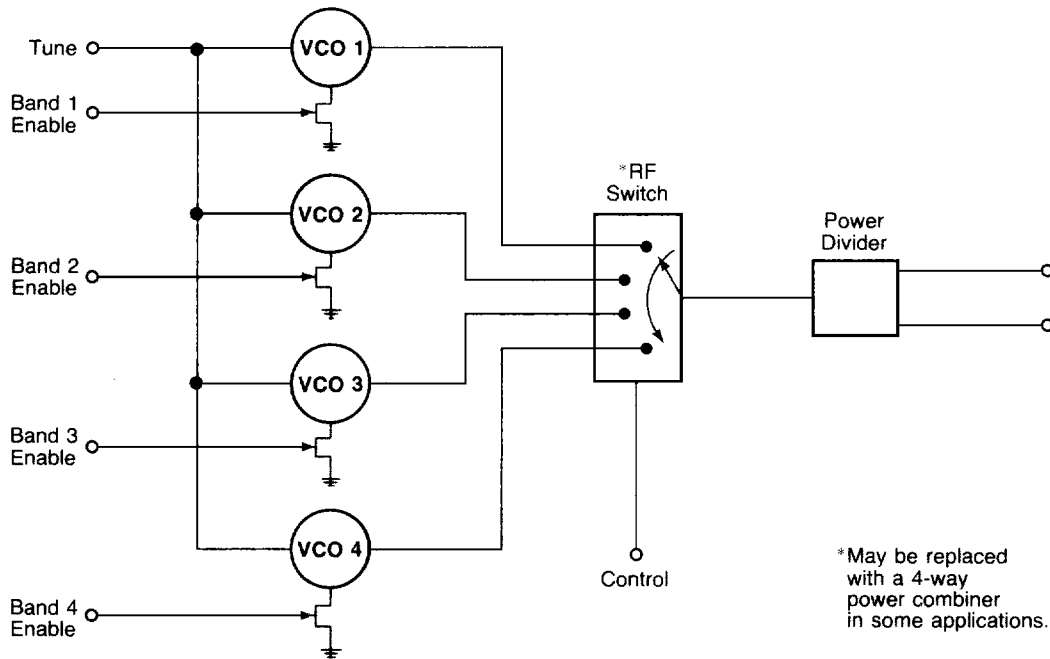 Tune
VCO 1
Band 1
Enable
VCO 2
Band 2
Enable
VCO 3
Band 3
Enable
VCO 4
Band 4
Enable
*RF
Switch
Control
Power
Divider
*May be replaced
with a 4-way
power combiner
in some applications.